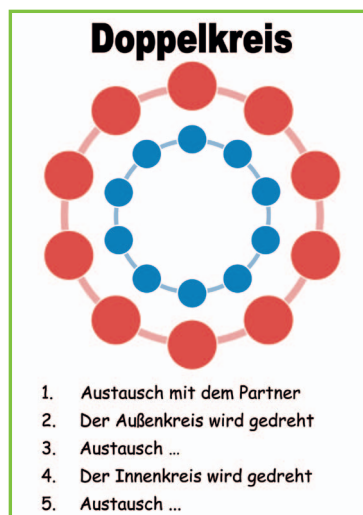 Doppelkreis
1. Austausch mit dem Partner
2. Der Außenkreis wird gedreht
3. Austausch ...
4. Der Innenkreis wird gedreht
5. Austausch ...